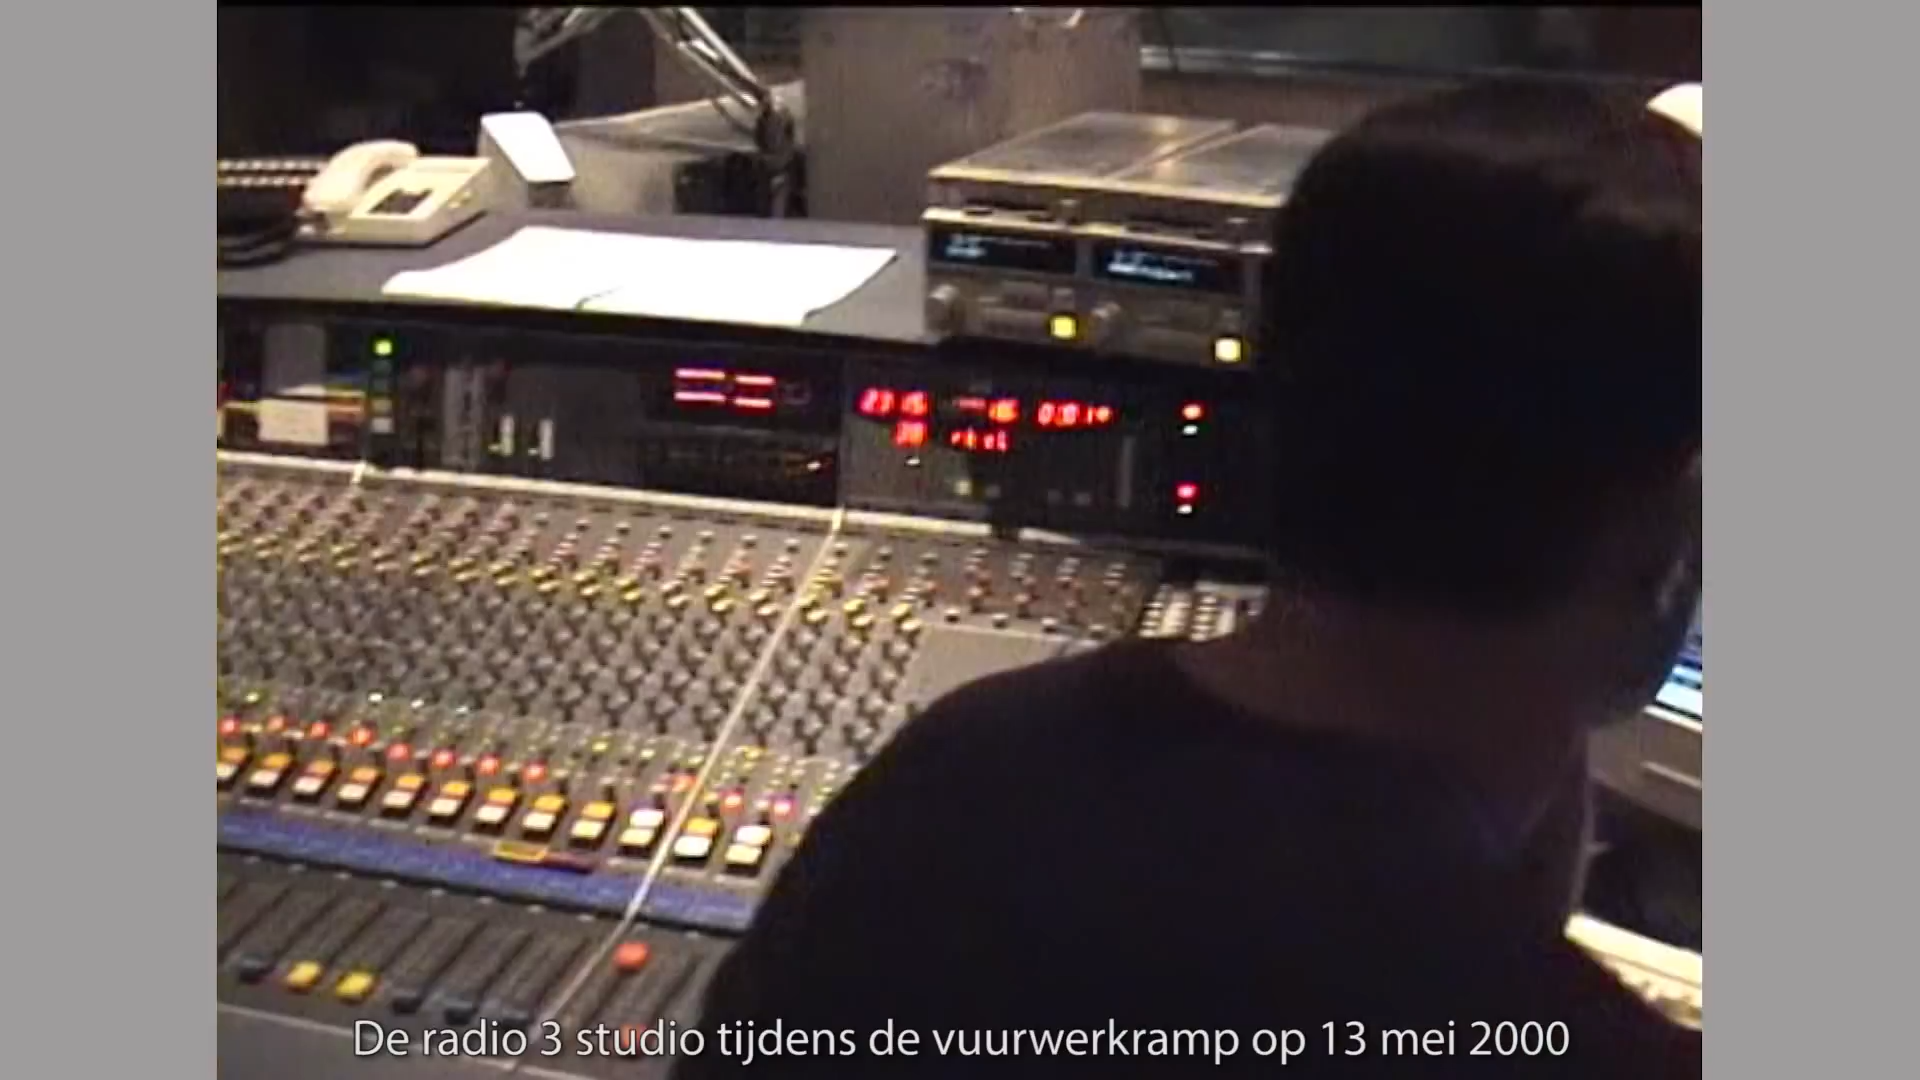 De radio 3 studio tijdens de vuurwerkramp op 13 mei 2000